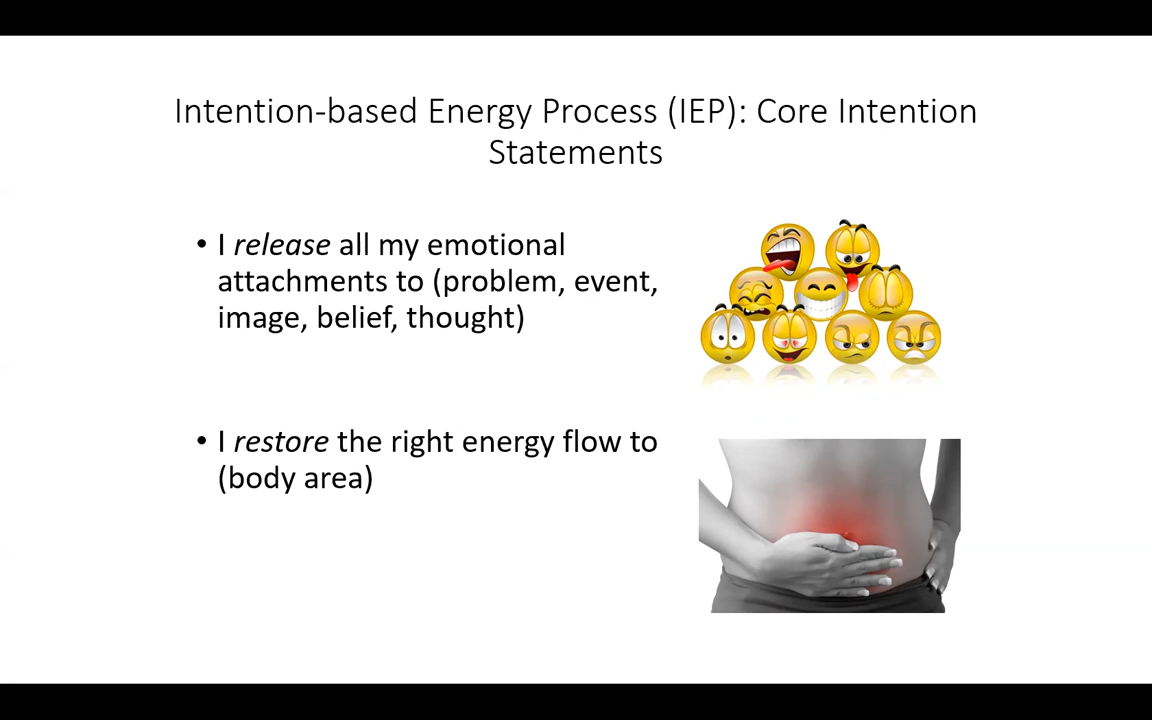 Intention-based Energy Process (IEP): Core Intention
Statements
• I release all my emotional
attachments to (problem, event,
image, belief, thought)
• I restore the right energy flow to
(body area)